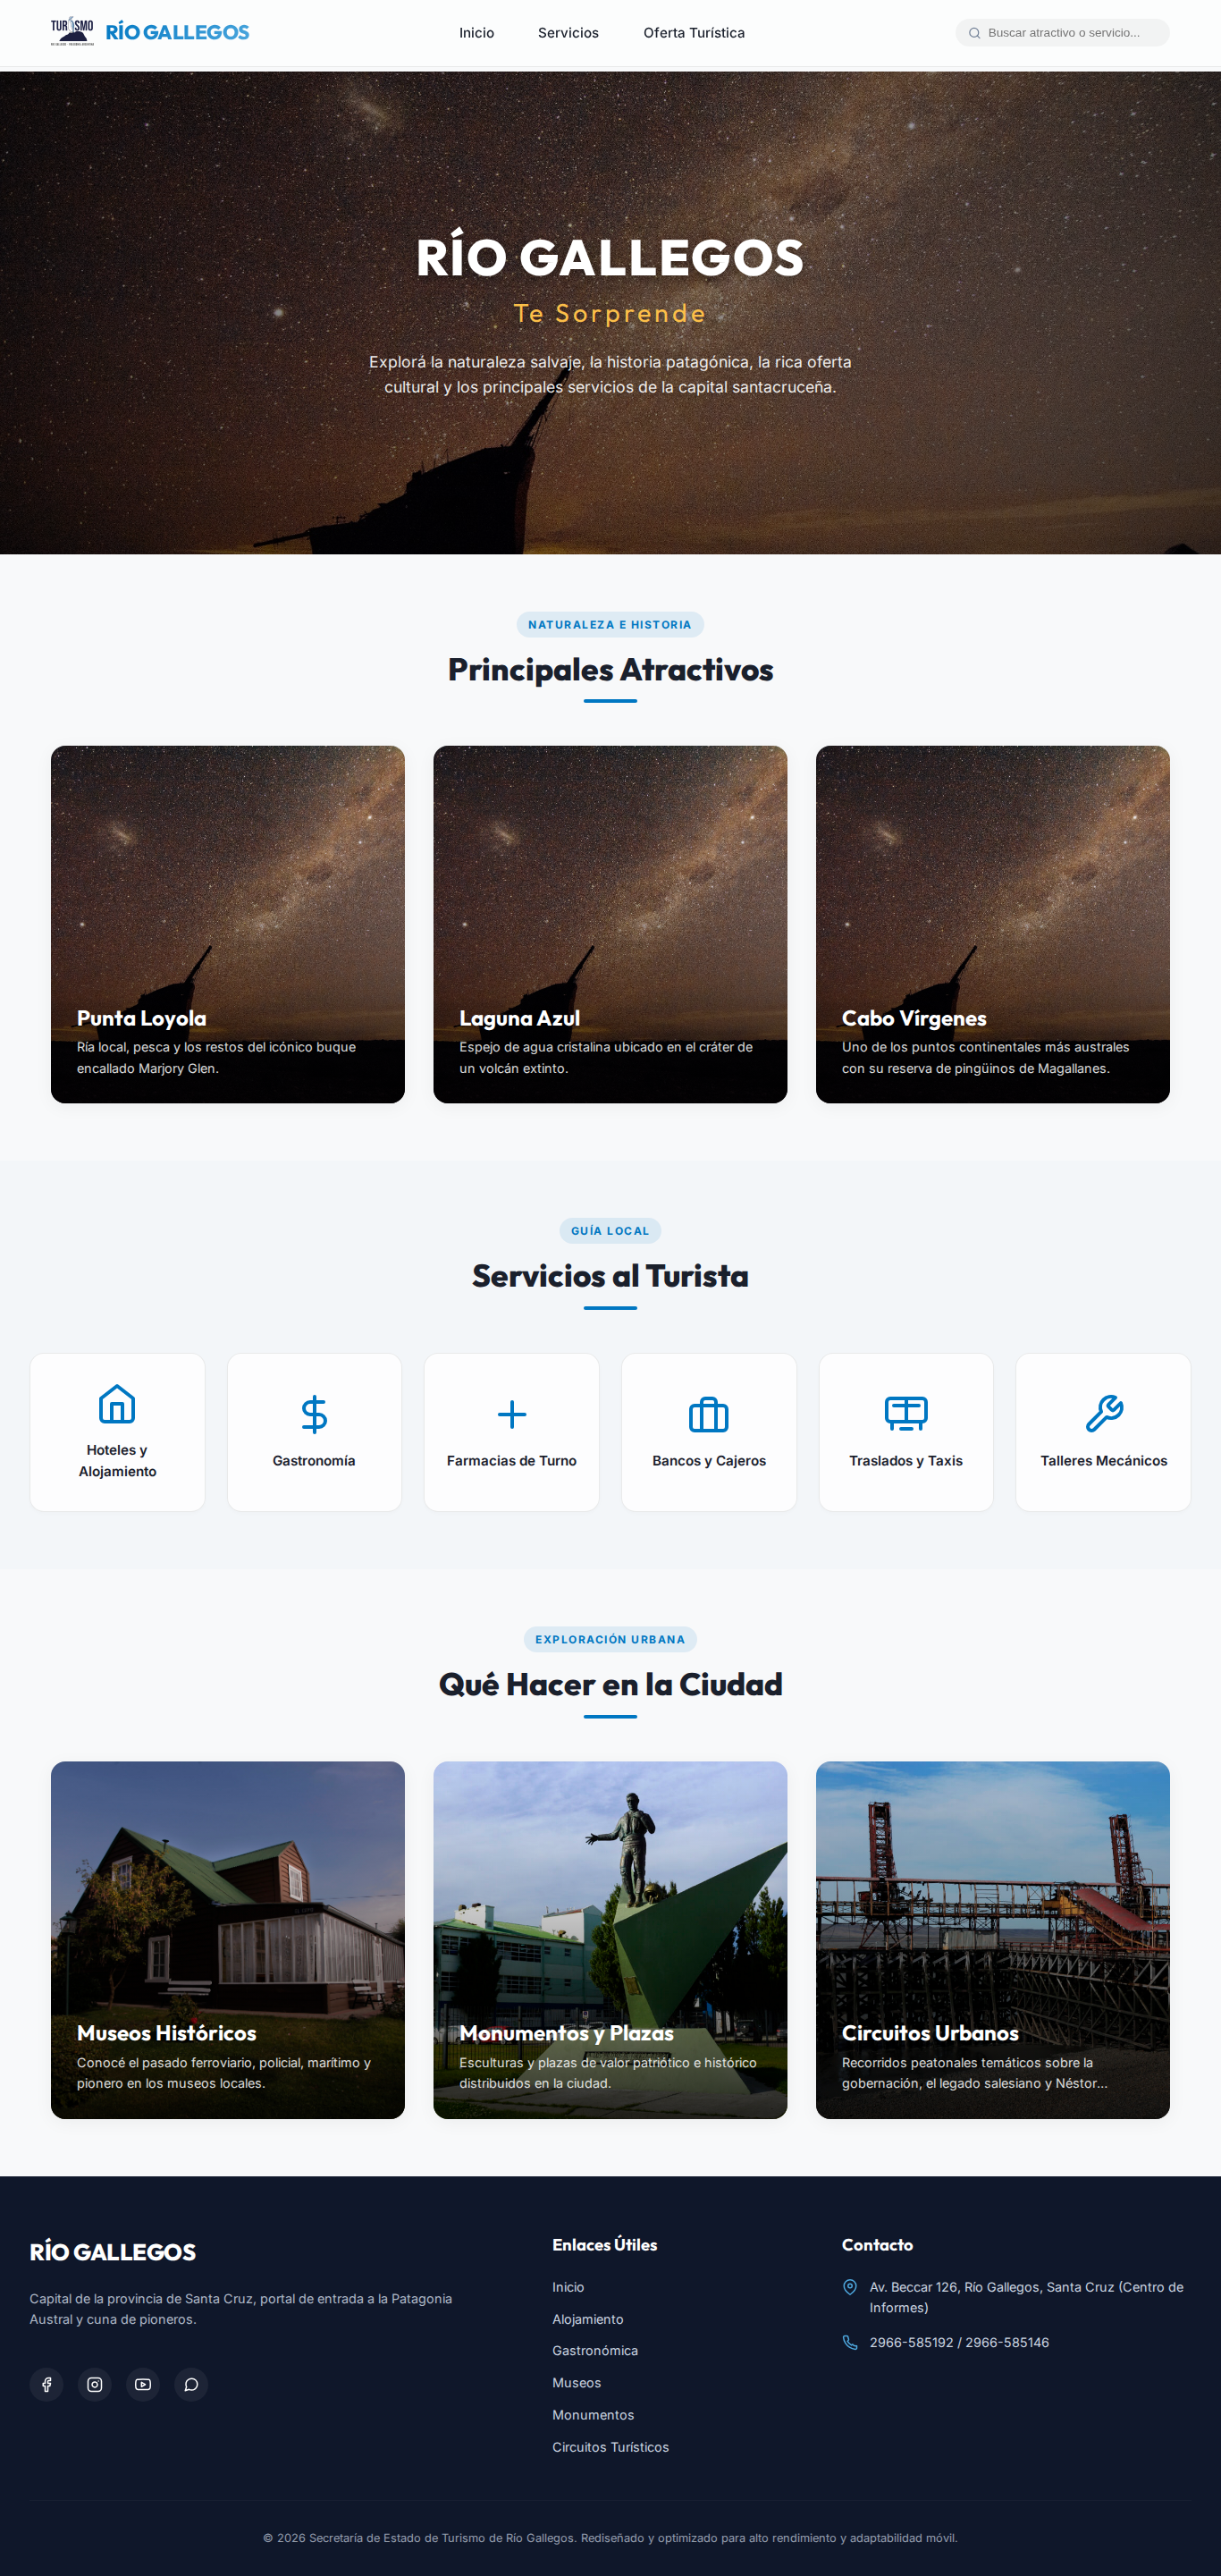 TURISMO
RÍO GALLEGOS
Inicio
Servicios
Oferta Turística
Buscar atractivo o servicio...
RÍO GALLEGOS
Te Sorprende
Explorá la naturaleza salvaje, la historia patagónica, la rica oferta
cultural y los principales servicios de la capital santacruceña.
NATURALEZA E HISTORIA
Principales Atractivos
Punta Loyola
Ría local, pesca y los restos del icónico buque
encallado Marjory Glen.
Laguna Azul
Espejo de agua cristalina ubicado en el cráter de
un volcán extinto.
Cabo Vírgenes
Uno de los puntos continentales más australes
con su reserva de pingüinos de Magallanes.
GUÍA LOCAL
Servicios al Turista
Hoteles y
Alojamiento
Gastronomía
Farmacias de Turno
Bancos y Cajeros
Traslados y Taxis
Talleres Mecánicos
EXPLORACIÓN URBANA
Qué Hacer en la Ciudad
Museos Históricos
Conocé el pasado ferroviario, policial, marítimo y
pionero en los museos locales.
Monumentos y Plazas
Esculturas y plazas de valor patriótico e histórico
distribuidos en la ciudad.
Circuitos Urbanos
Recorridos peatonales temáticos sobre la
gobernación, el legado salesiano y Néstor...
RÍO GALLEGOS
Capital de la provincia de Santa Cruz, portal de entrada a la Patagonia
Austral y cuna de pioneros.
Enlaces Útiles
Inicio
Alojamiento
Gastronómica
Museos
Monumentos
Circuitos Turísticos
Contacto
Av. Beccar 126, Río Gallegos, Santa Cruz (Centro de
Informes)
2966-585192 / 2966-585146
© 2026 Secretaría de Estado de Turismo de Río Gallegos. Rediseñado y optimizado para alto rendimiento y adaptabilidad móvil.